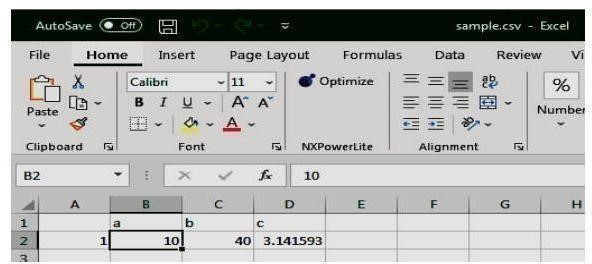 AutoSave Off sample.csv - Excel
File Home Insert Page Layout Formulas Data Review Vi
Calibri 11 Optimize ab %
Paste B I U A A Number
A
Clipboard Font NXPowerLite Alignment
B2 fx 10
A B C D E F G H
1 a b c
2 1 10 40 3.141593
3